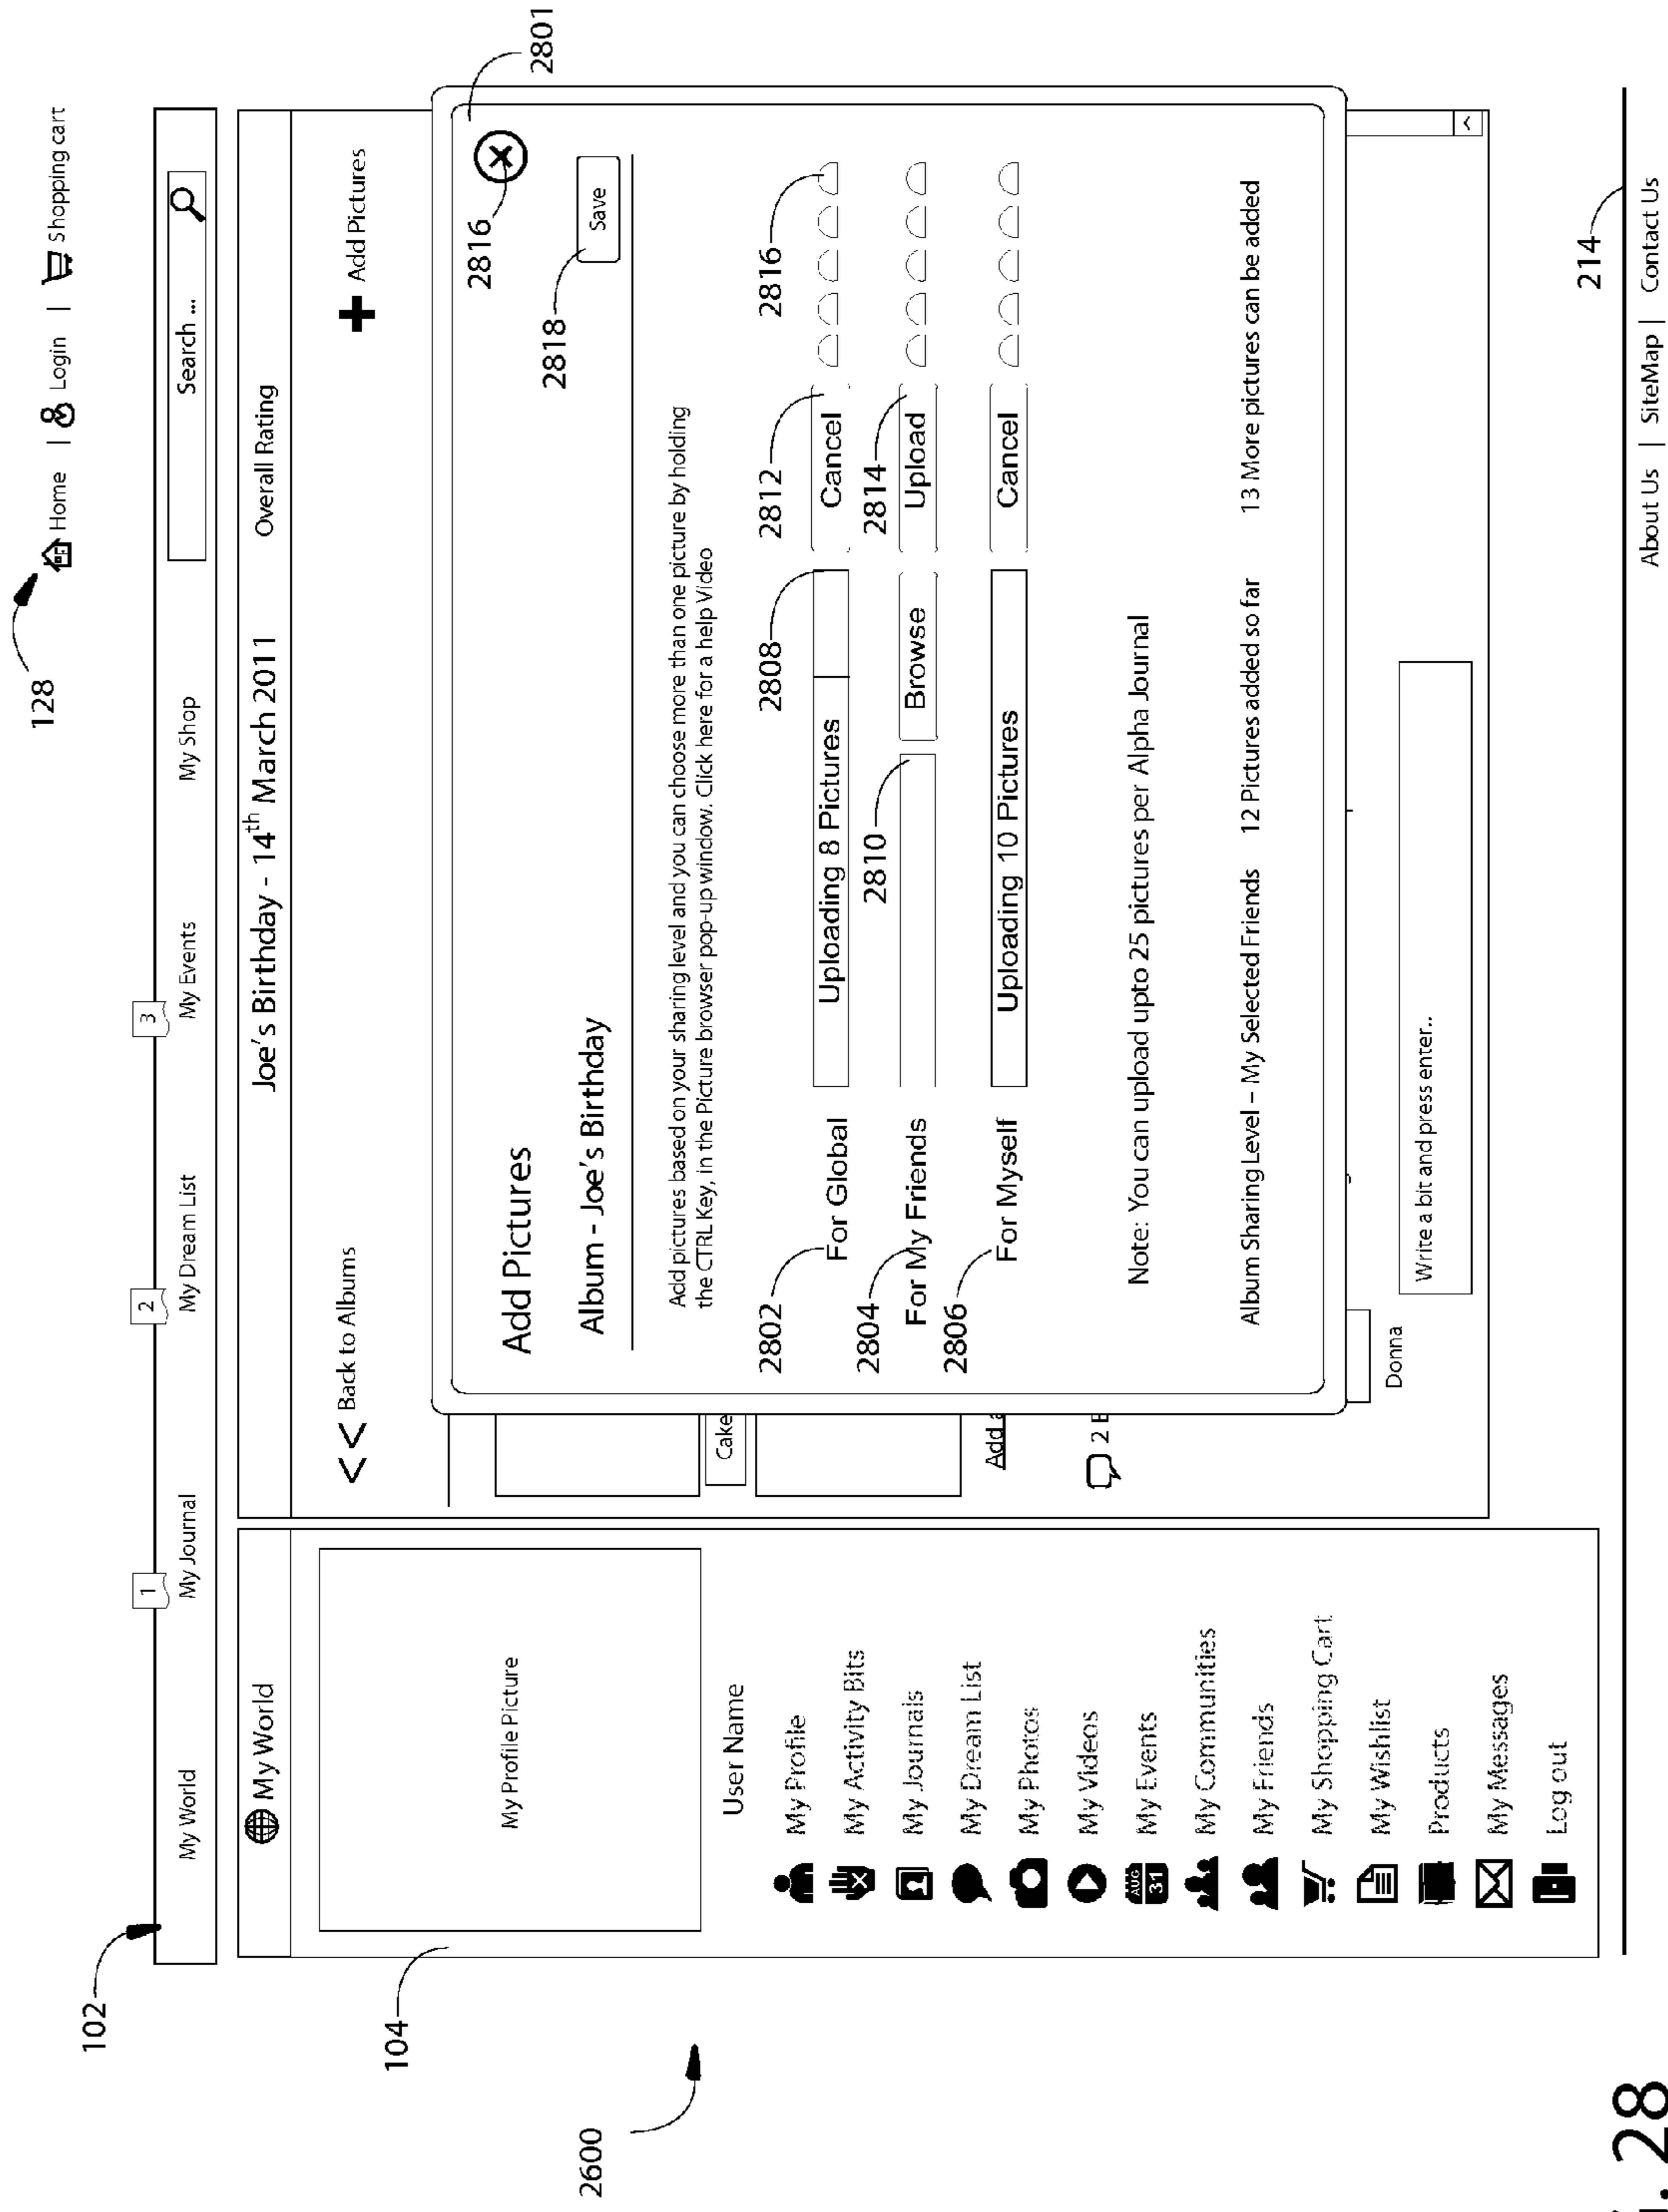 128
Home | Login | Shopping cart
102
1
2
3
My World
My Journal
My Dream List
My Events
My Shop
Search ...
My World
Joe's Birthday - 14th March 2011
Overall Rating
<< Back to Albums
Add Pictures
104
My Profile Picture
User Name
My Profile
My Activity Bits
My Journals
My Dream List
My Photos
My Videos
AUG
31
My Events
My Communities
My Friends
My Shopping Cart
My Wishlist
Products
My Messages
Log out
2600
Cake
Add
2
2801
Add Pictures
2816
Album - Joe's Birthday
2818
Save
Add pictures based on your sharing level and you can choose more than one picture by holding
the CTRL Key, in the Picture browser pop-up window. Click here for a help Video
2802
2808
2812
2816
For Global
Uploading 8 Pictures
Cancel
2804
2810
2814
For My Friends
Browse
Upload
2806
For Myself
Uploading 10 Pictures
Cancel
Note: You can upload upto 25 pictures per Alpha Journal
Album Sharing Level – My Selected Friends
12 Pictures added so far
13 More pictures can be added
Donna
Write a bit and press enter..
214
About Us | SiteMap | Contact Us
28